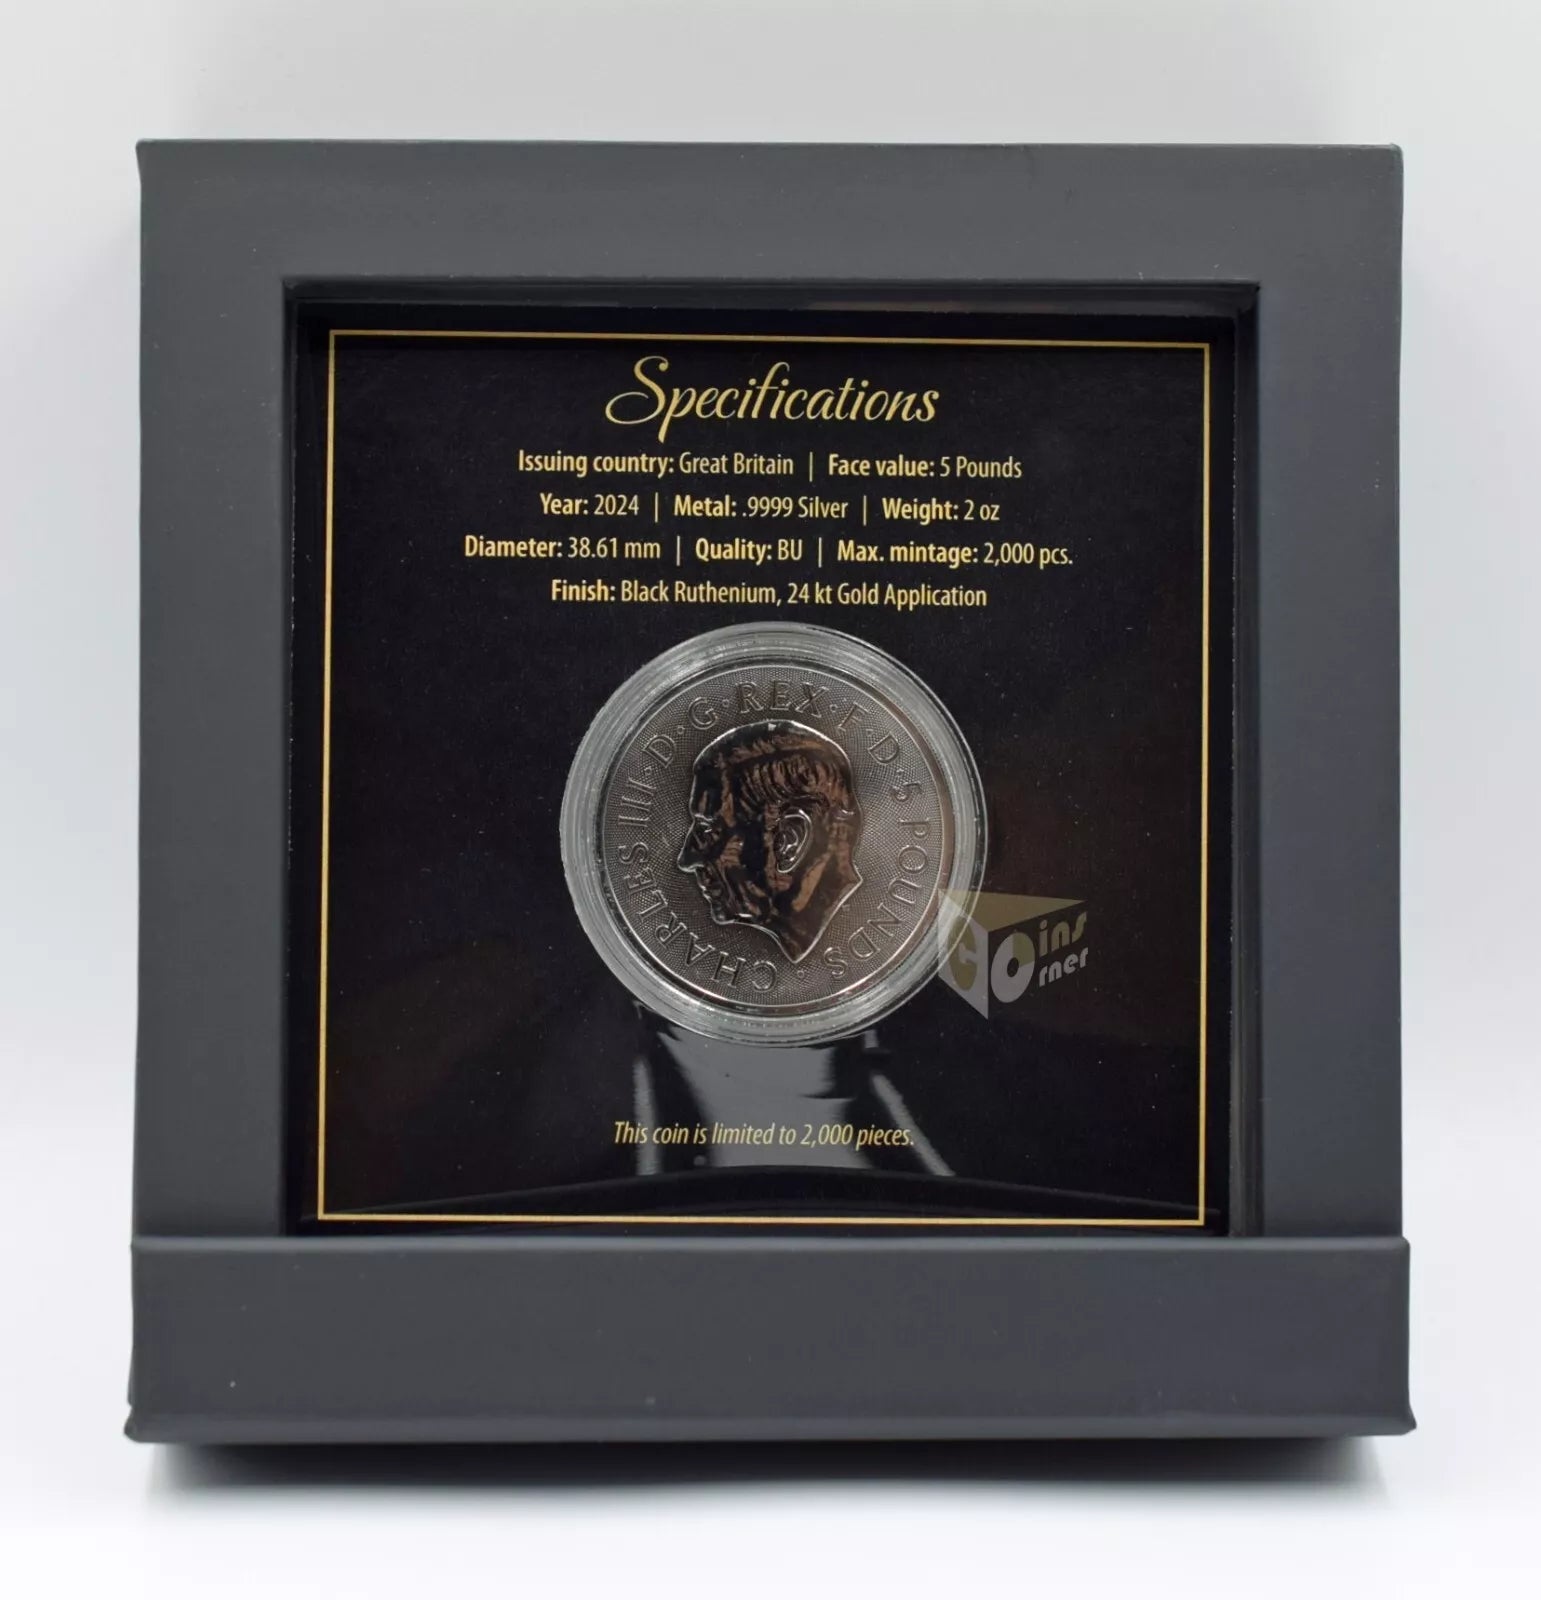 Specifications
Issuing country: Great Britain | Face value: 5 Pounds
Year: 2024 | Metal: .9999 Silver | Weight: 2 oz
Diameter: 38.61 mm | Quality: BU | Max. mintage: 2,000 pcs.
Finish: Black Ruthenium, 24 kt Gold Application
CHARLES III · D · G · REX · F · D · 5 POUNDS ·
Coins
Corner
This coin is limited to 2,000 pieces.